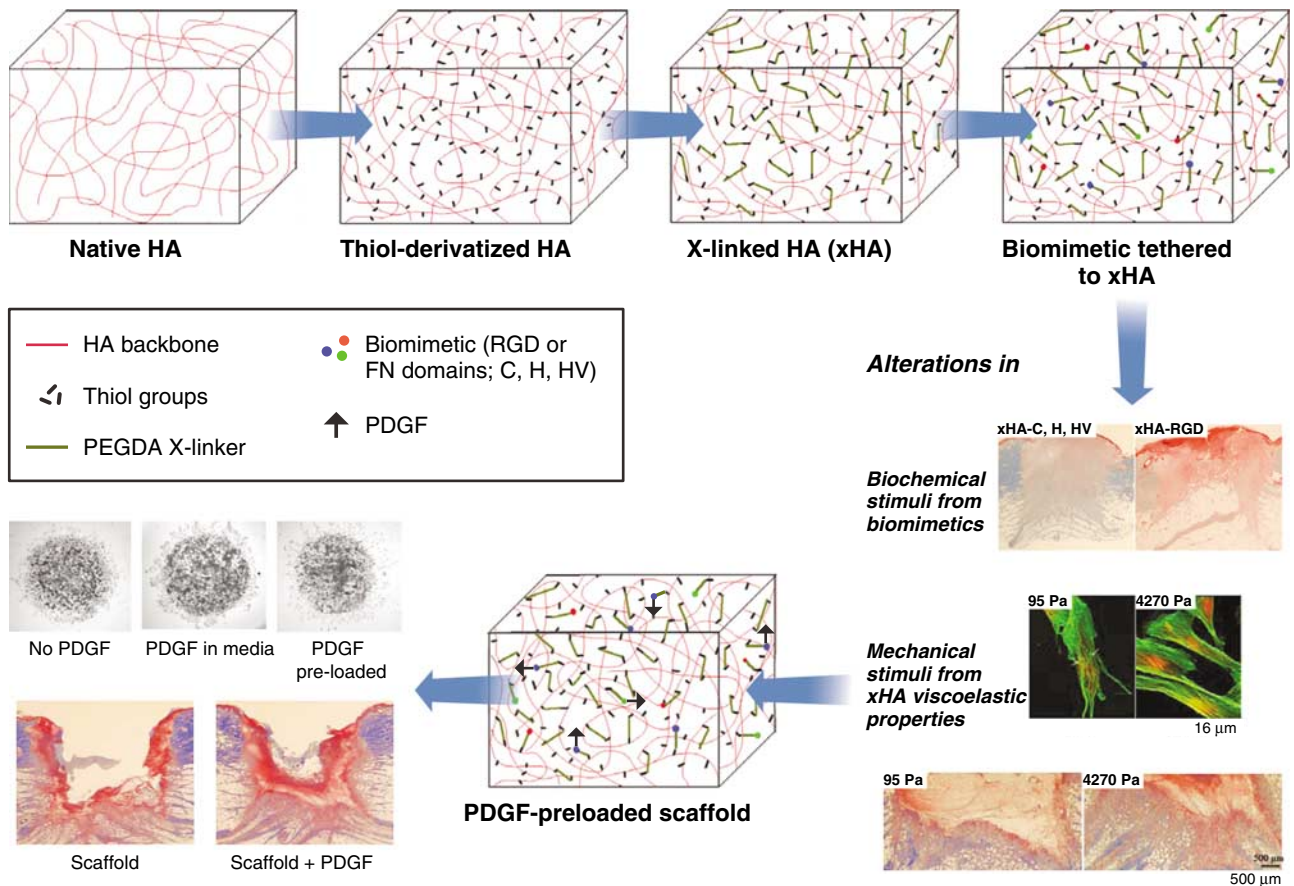 Native HA
Thiol-derivatized HA
X-linked HA (xHA)
Biomimetic tethered
to xHA
HA backbone
Thiol groups
PEGDA X-linker
Biomimetic (RGD or
FN domains; C, H, HV)
PDGF
Alterations in
xHA-C, H, HV
xHA-RGD
Biochemical
stimuli from
biomimetics
95 Pa
4270 Pa
Mechanical
stimuli from
xHA viscoelastic
properties
16 μm
95 Pa
4270 Pa
500 μm
500 μm
PDGF-preloaded scaffold
No PDGF
PDGF in media
PDGF
pre-loaded
Scaffold
Scaffold + PDGF